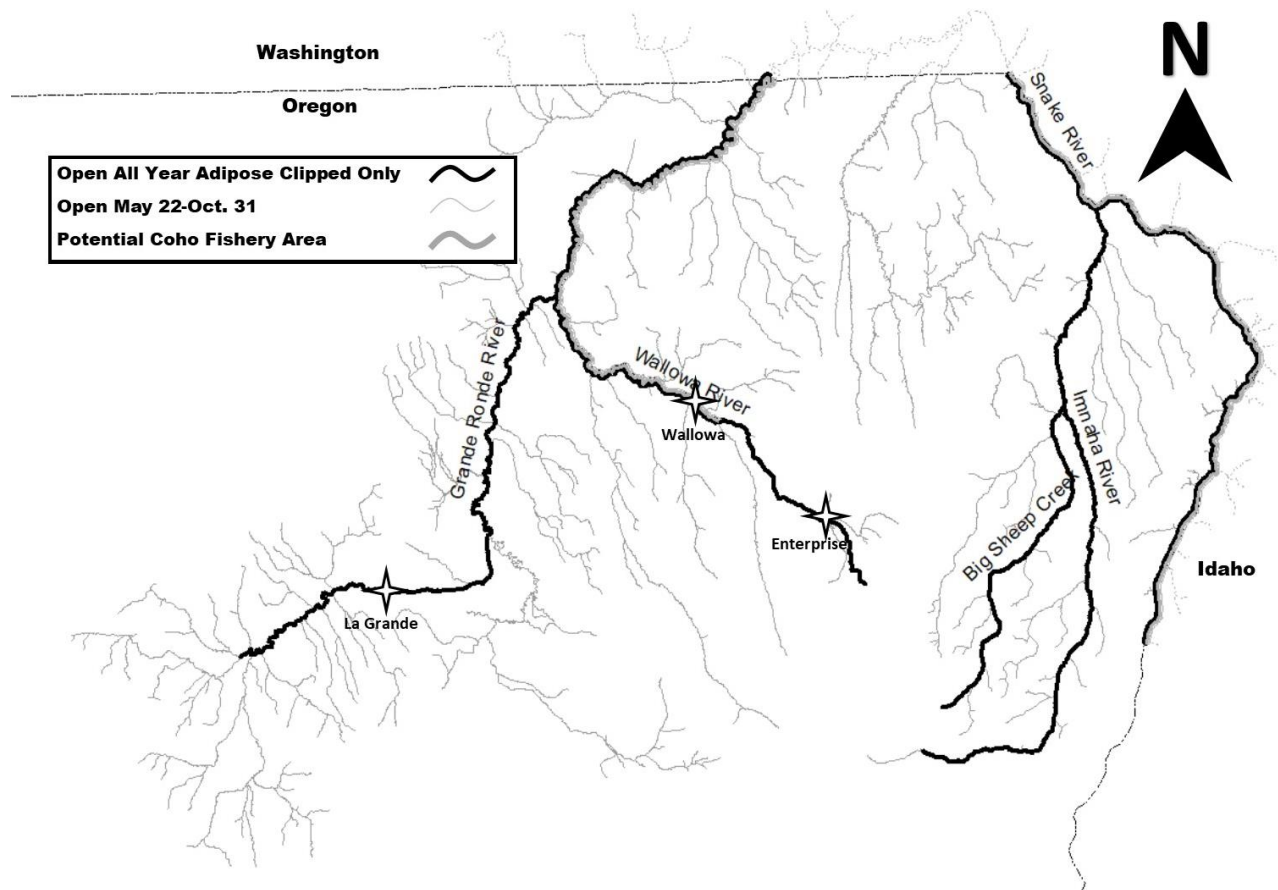 Washington
Oregon
N
Snake River
Open All Year Adipose Clipped Only
Open May 22-Oct. 31
Potential Coho Fishery Area
Grande Ronde River
Wallowa River
Wallowa
Imnaha River
Big Sheep Creek
Enterprise
Idaho
La Grande